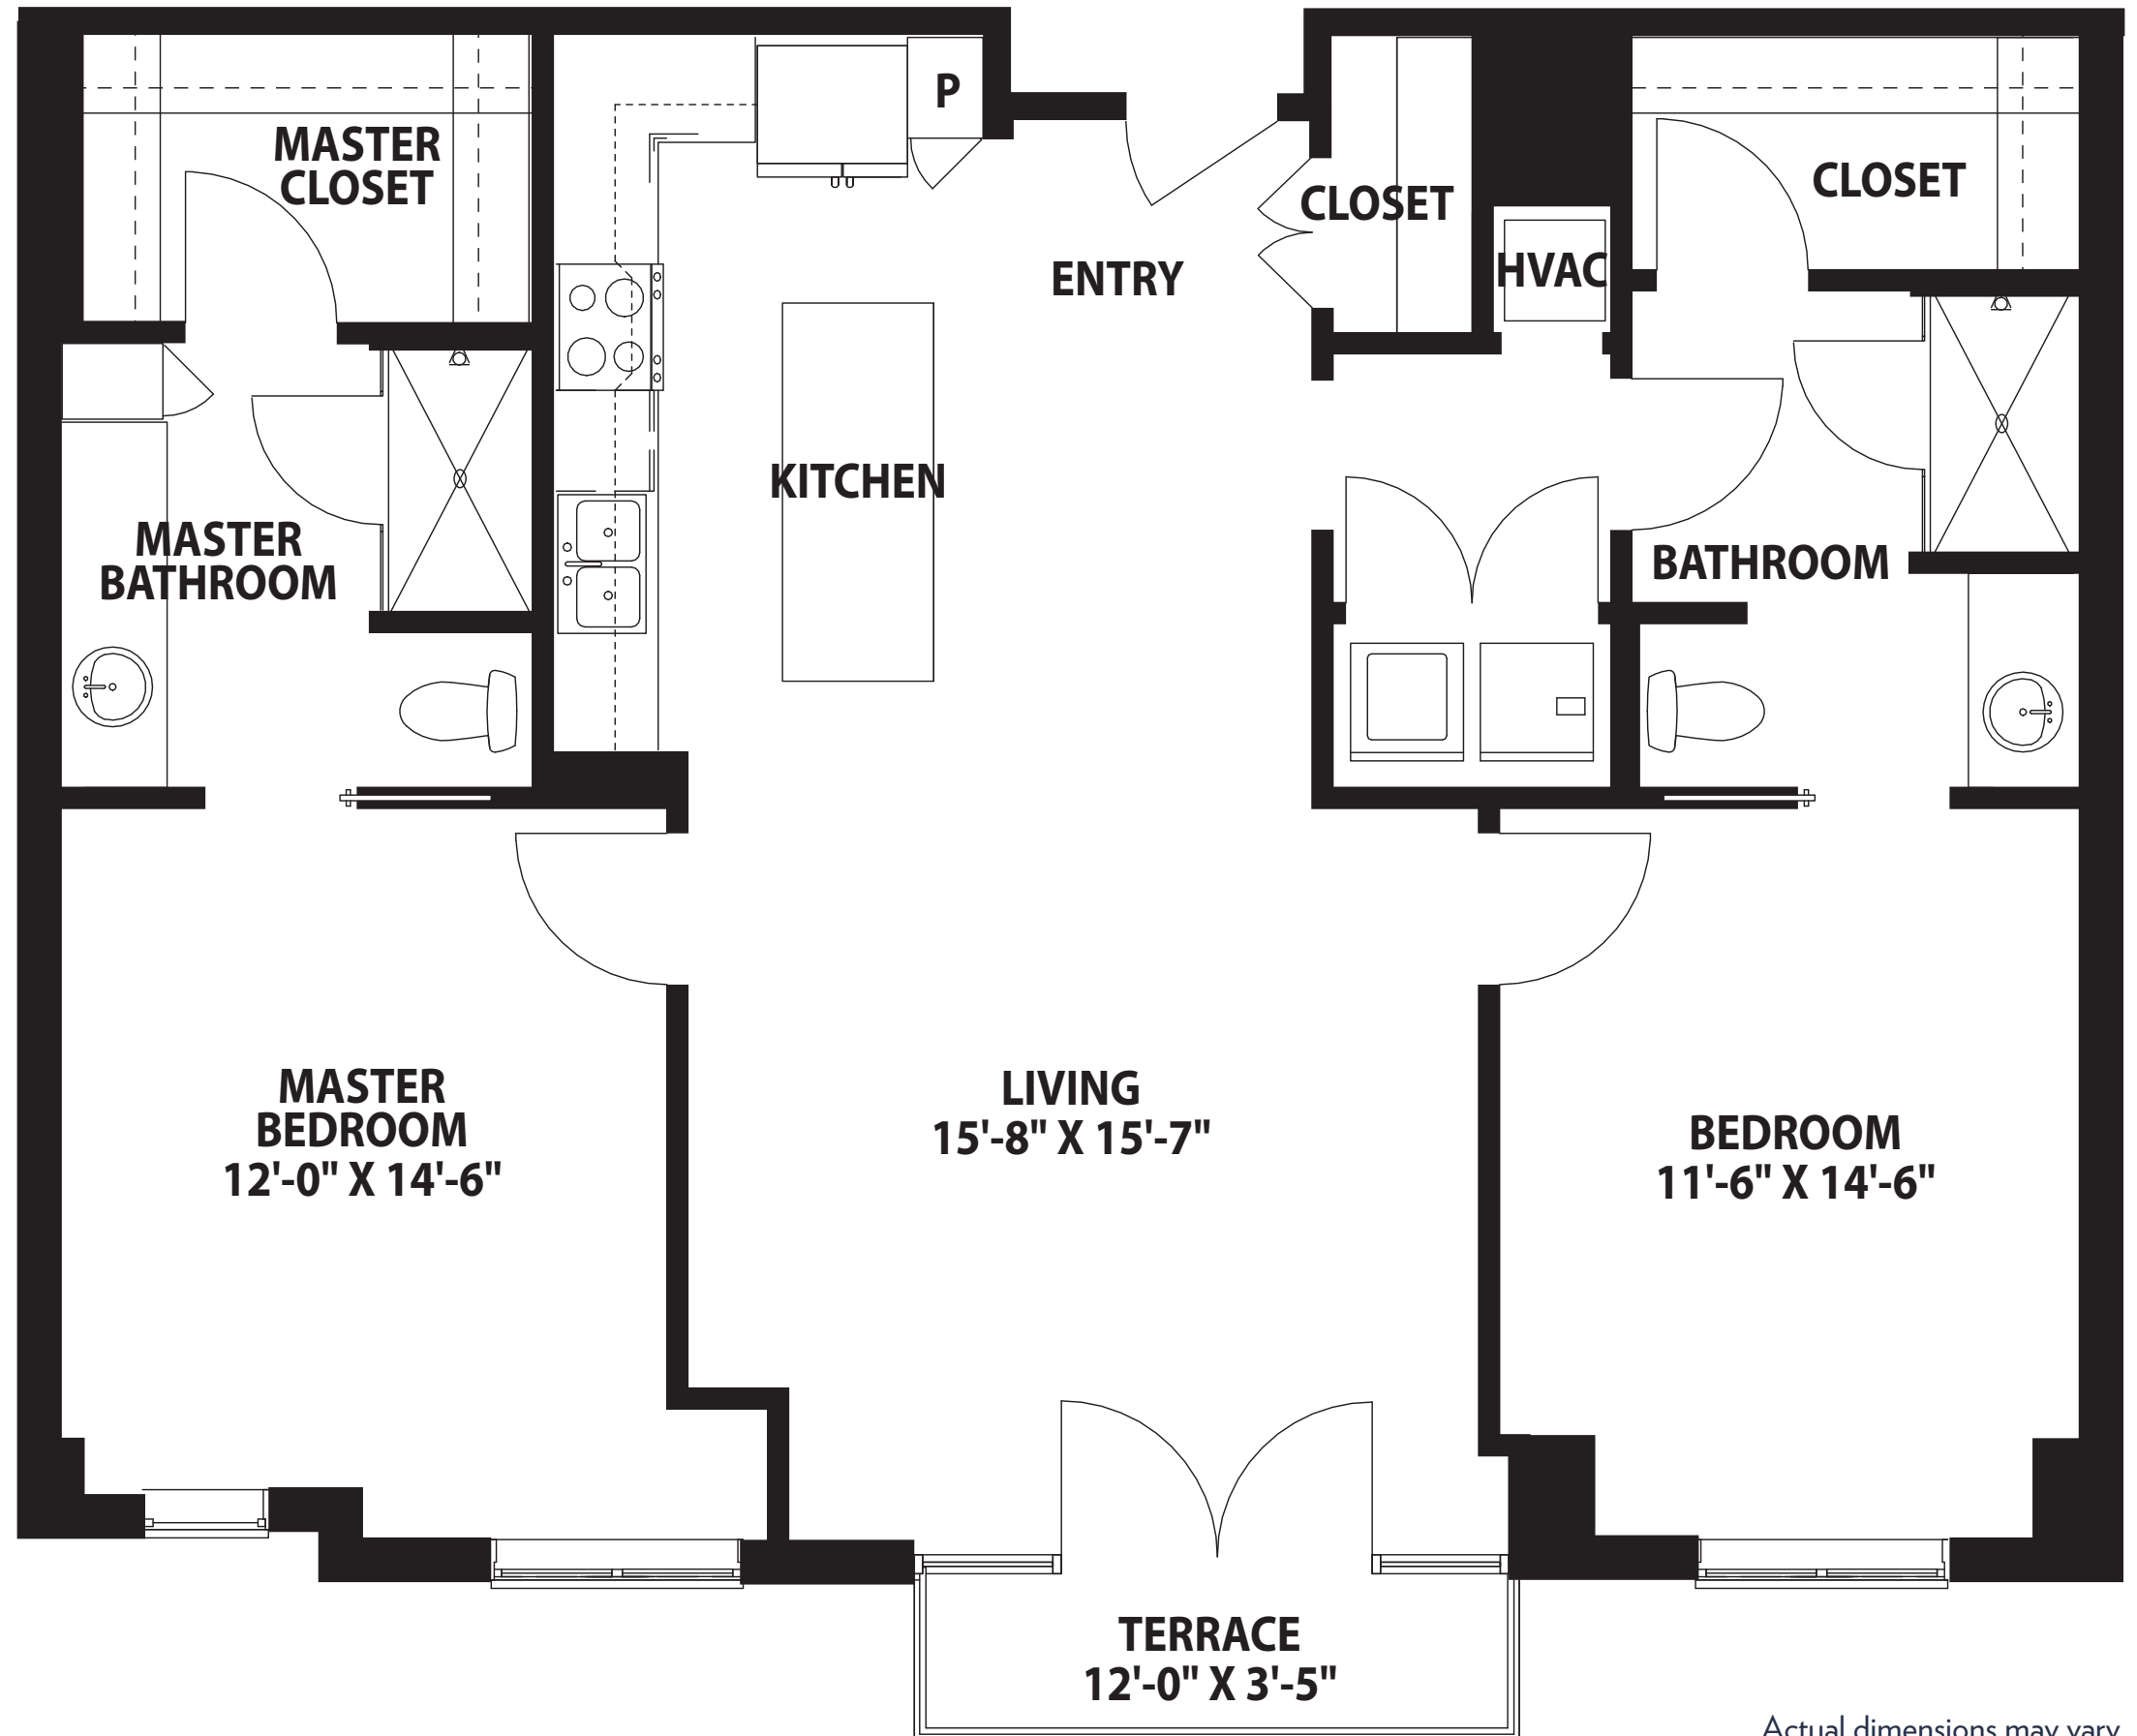 P
MASTER
CLOSET
CLOSET
CLOSET
ENTRY
HVAC
KITCHEN
MASTER
BATHROOM
BATHROOM
MASTER
BEDROOM
12'-0" X 14'-6"
LIVING
15'-8" X 15'-7"
BEDROOM
11'-6" X 14'-6"
TERRACE
12'-0" X 3'-5"
Actual dimensions may vary